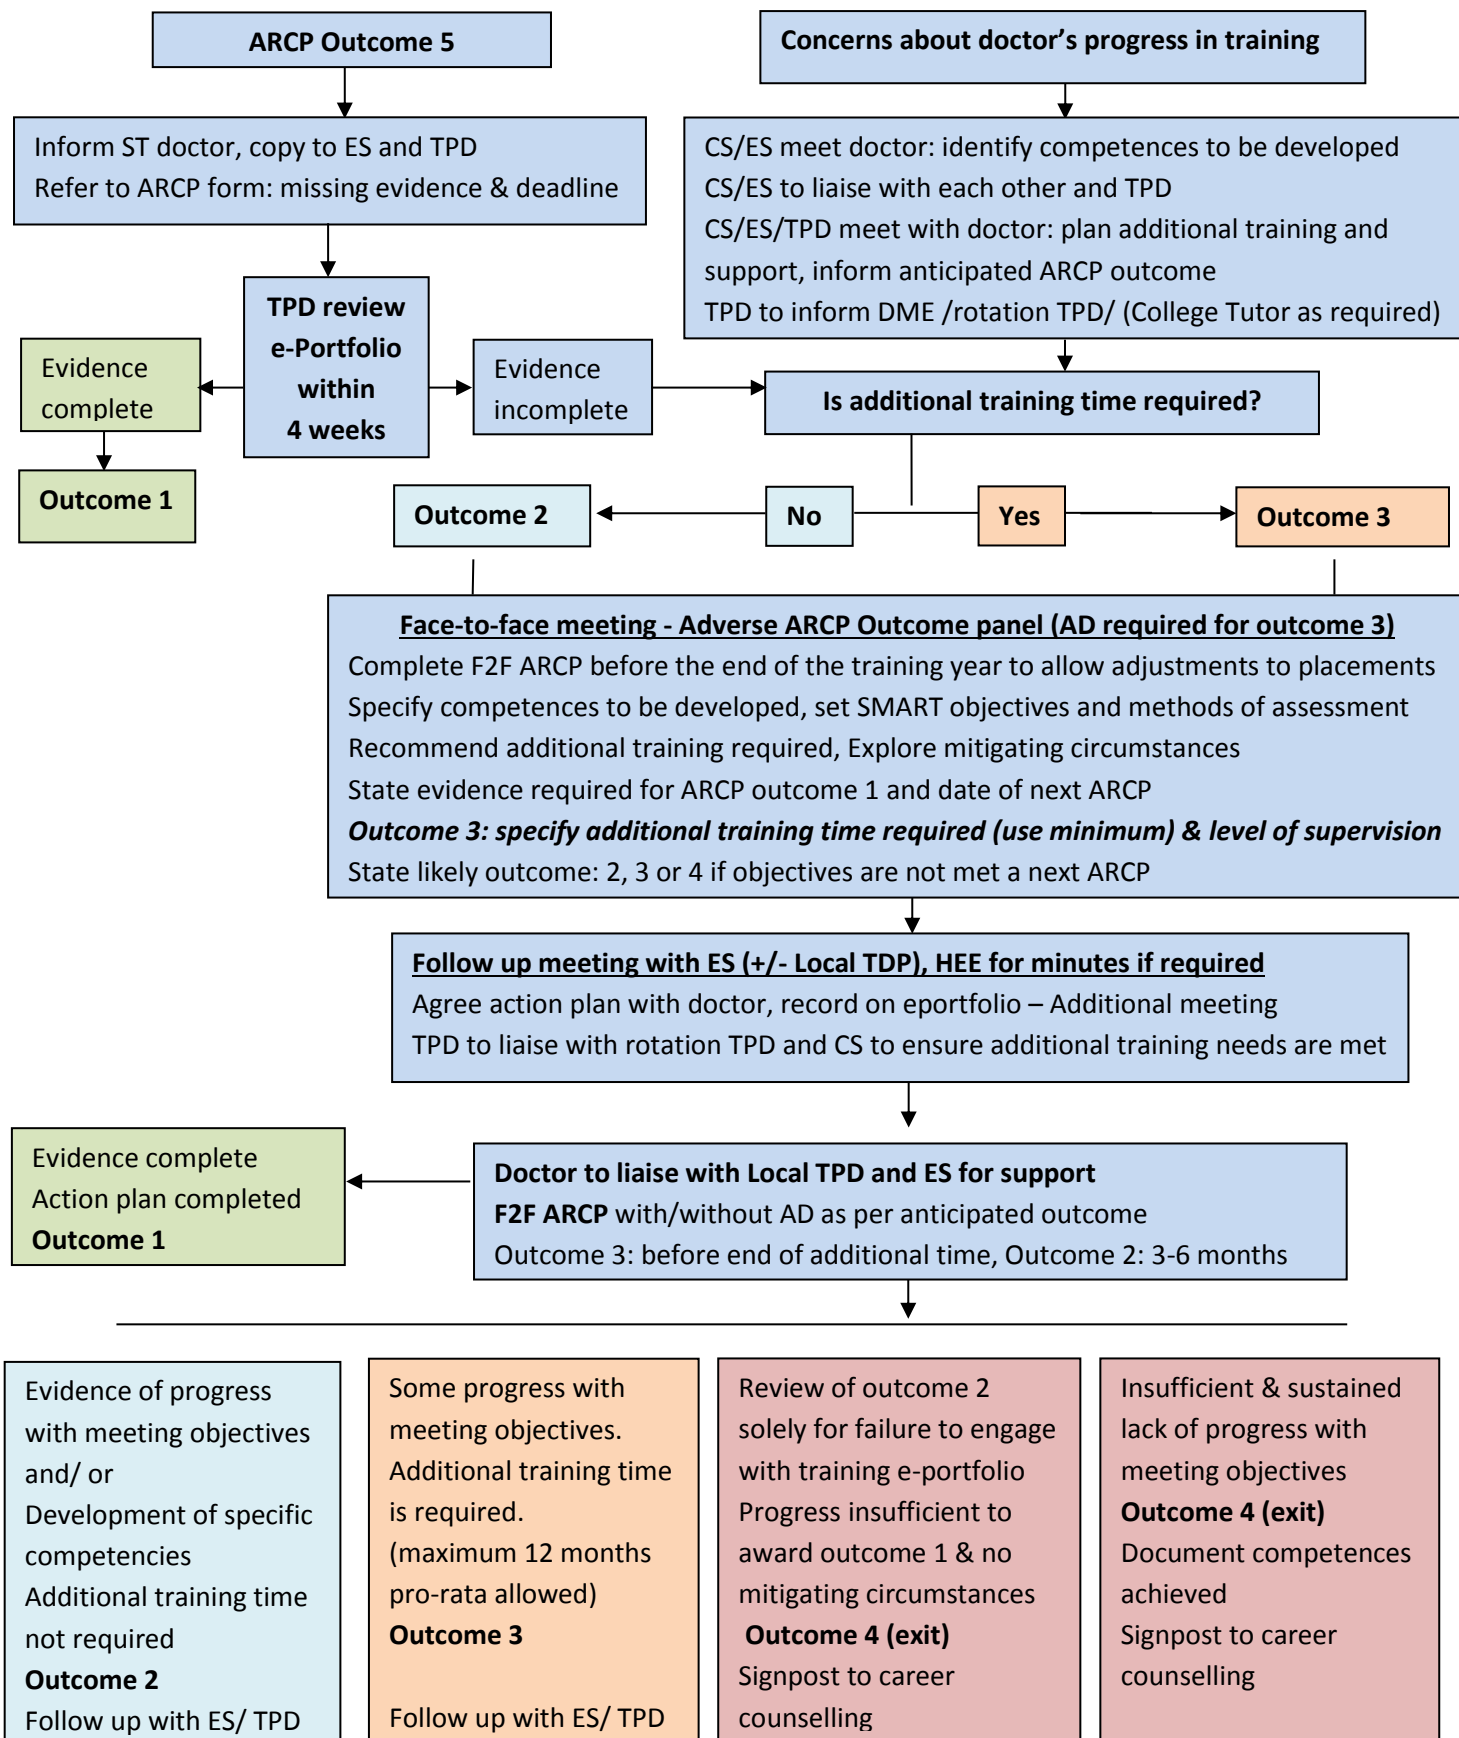 ARCP Outcome 5
Concerns about doctor's progress in training
Inform ST doctor, copy to ES and TPD
Refer to ARCP form: missing evidence & deadline
CS/ES meet doctor: identify competences to be developed
CS/ES to liaise with each other and TPD
CS/ES/TPD meet with doctor: plan additional training and
support, inform anticipated ARCP outcome
TPD to inform DME /rotation TPD/ (College Tutor as required)
TPD review
e-Portfolio
within
4 weeks
Evidence
complete
Evidence
incomplete
Is additional training time required?
Outcome 1
Outcome 2
No
Yes
Outcome 3
Face-to-face meeting - Adverse ARCP Outcome panel (AD required for outcome 3)
Complete F2F ARCP before the end of the training year to allow adjustments to placements
Specify competences to be developed, set SMART objectives and methods of assessment
Recommend additional training required, Explore mitigating circumstances
State evidence required for ARCP outcome 1 and date of next ARCP
Outcome 3: specify additional training time required (use minimum) & level of supervision
State likely outcome: 2, 3 or 4 if objectives are not met a next ARCP
Follow up meeting with ES (+/- Local TDP), HEE for minutes if required
Agree action plan with doctor, record on eportfolio – Additional meeting
TPD to liaise with rotation TPD and CS to ensure additional training needs are met
Evidence complete
Action plan completed
Outcome 1
Doctor to liaise with Local TPD and ES for support
F2F ARCP with/without AD as per anticipated outcome
Outcome 3: before end of additional time, Outcome 2: 3-6 months
Evidence of progress
with meeting objectives
and/ or
Development of specific
competencies
Additional training time
not required
Outcome 2
Follow up with ES/ TPD
Some progress with
meeting objectives.
Additional training time
is required.
(maximum 12 months
pro-rata allowed)
Outcome 3
Follow up with ES/ TPD
Review of outcome 2
solely for failure to engage
with training e-portfolio
Progress insufficient to
award outcome 1 & no
mitigating circumstances
Outcome 4 (exit)
Signpost to career
counselling
Insufficient & sustained
lack of progress with
meeting objectives
Outcome 4 (exit)
Document competences
achieved
Signpost to career
counselling